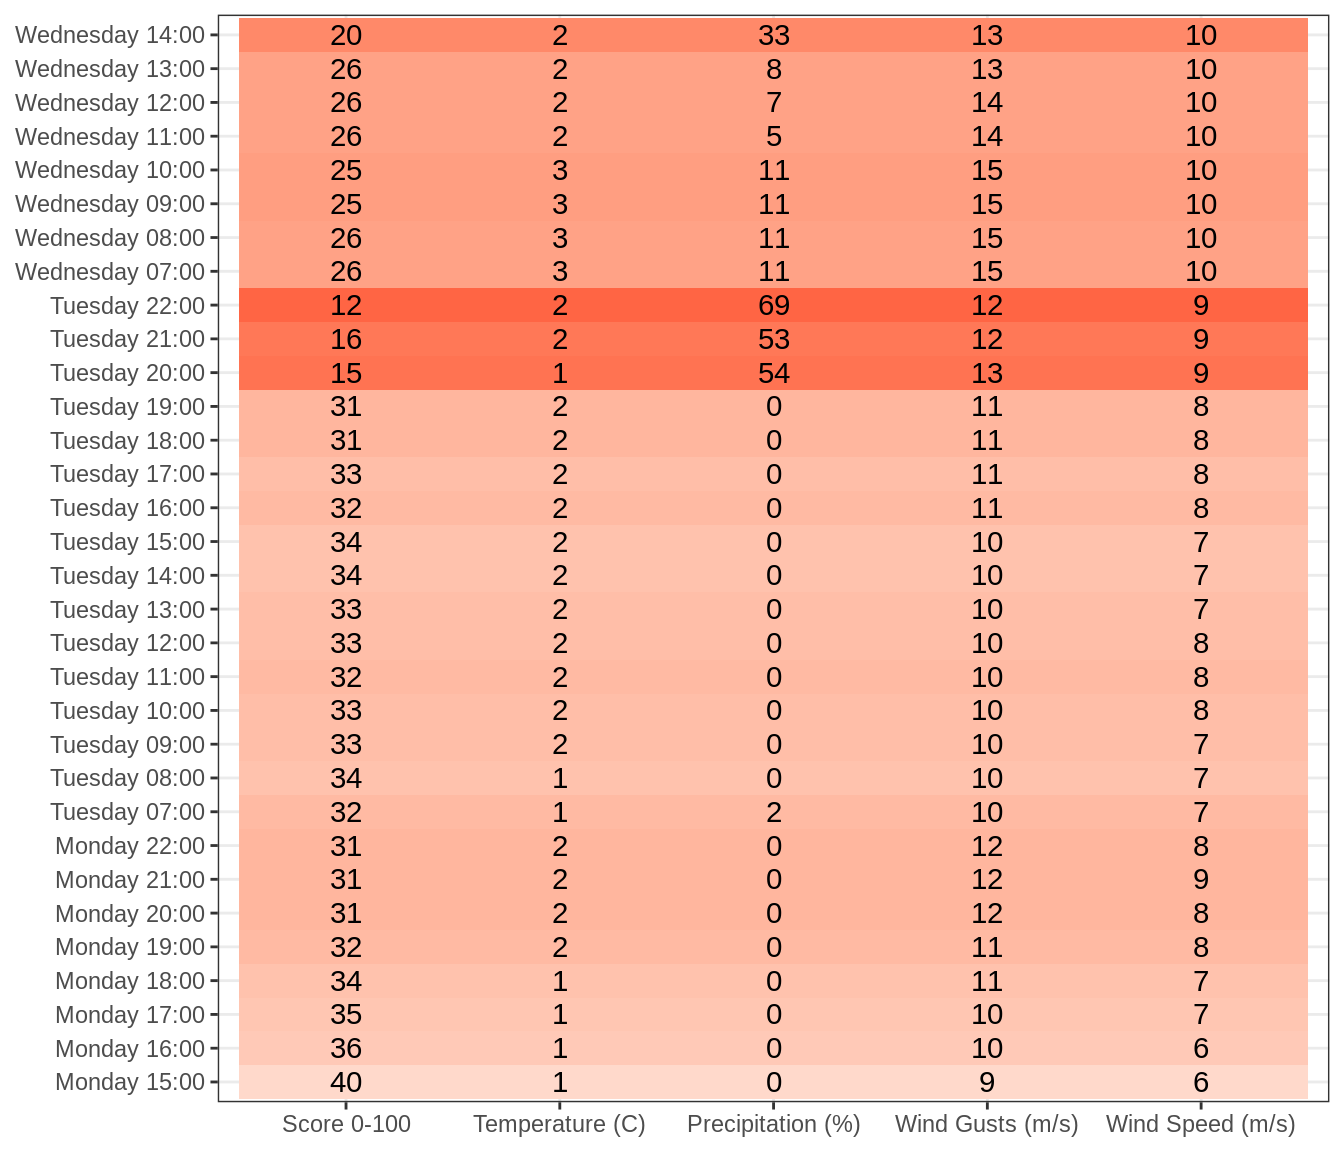 Wednesday 14:00 20 2 33 13 10
Wednesday 13:00 26 2 8 13 10
Wednesday 12:00 26 2 7 14 10
Wednesday 11:00 26 2 5 14 10
Wednesday 10:00 25 3 11 15 10
Wednesday 09:00 25 3 11 15 10
Wednesday 08:00 26 3 11 15 10
Wednesday 07:00 26 3 11 15 10
Tuesday 22:00 12 2 69 12 9
Tuesday 21:00 16 2 53 12 9
Tuesday 20:00 15 1 54 13 9
Tuesday 19:00 31 2 0 11 8
Tuesday 18:00 31 2 0 11 8
Tuesday 17:00 33 2 0 11 8
Tuesday 16:00 32 2 0 11 8
Tuesday 15:00 34 2 0 10 7
Tuesday 14:00 34 2 0 10 7
Tuesday 13:00 33 2 0 10 7
Tuesday 12:00 33 2 0 10 8
Tuesday 11:00 32 2 0 10 8
Tuesday 10:00 33 2 0 10 8
Tuesday 09:00 33 2 0 10 7
Tuesday 08:00 34 1 0 10 7
Tuesday 07:00 32 1 2 10 7
Monday 22:00 31 2 0 12 8
Monday 21:00 31 2 0 12 9
Monday 20:00 31 2 0 12 8
Monday 19:00 32 2 0 11 8
Monday 18:00 34 1 0 11 7
Monday 17:00 35 1 0 10 7
Monday 16:00 36 1 0 10 6
Monday 15:00 40 1 0 9 6
Score 0-100 Temperature (C) Precipitation (%) Wind Gusts (m/s) Wind Speed (m/s)